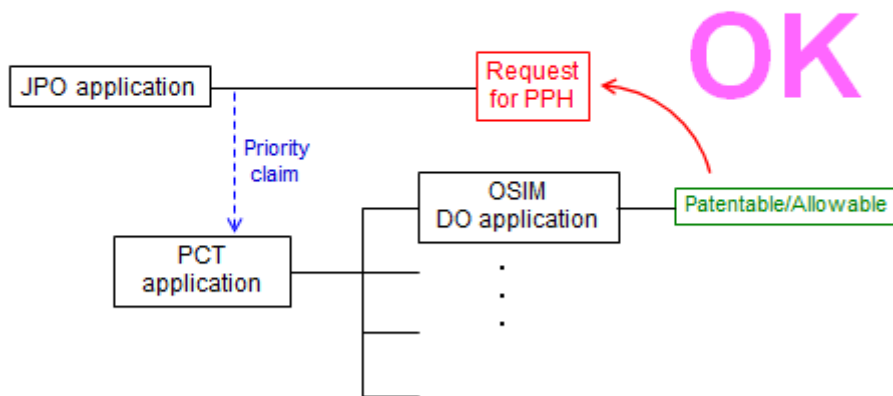 OK
Request
for PPH
JPO application
Priority
claim
OSIM
DO application
Patentable/Allowable
PCT
application